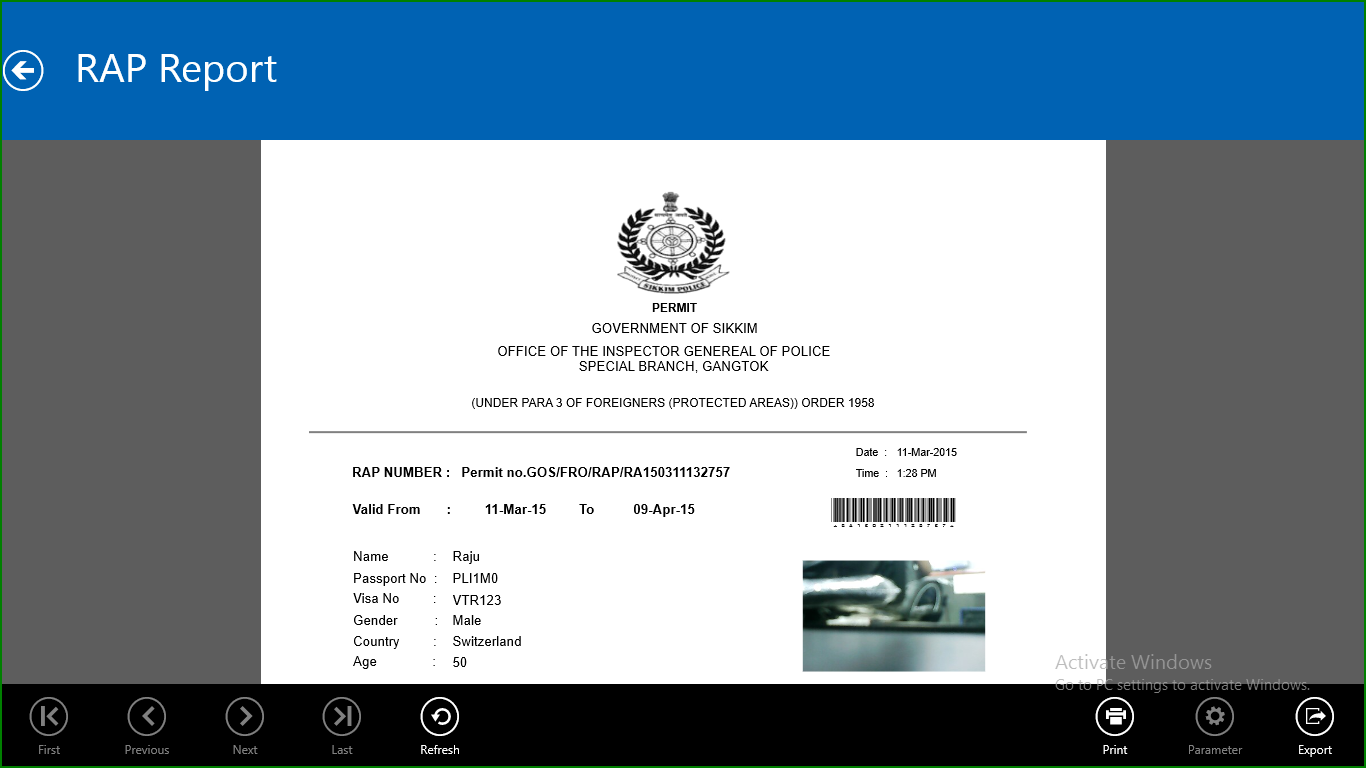 RAP Report
SIKKIM POLICE
PERMIT
GOVERNMENT OF SIKKIM
OFFICE OF THE INSPECTOR GENEREAL OF POLICE
SPECIAL BRANCH, GANGTOK
(UNDER PARA 3 OF FOREIGNERS (PROTECTED AREAS)) ORDER 1958
Date : 11-Mar-2015
RAP NUMBER : Permit no.GOS/FRO/RAP/RA150311132757
Time : 1:28 PM
Valid From : 11-Mar-15 To 09-Apr-15
Name : Raju
Passport No : PLI1M0
Visa No : VTR123
Gender : Male
Country : Switzerland
Age : 50
Activate Windows
Go to PC settings to activate Windows.
First Previous Next Last Refresh Print Parameter Export